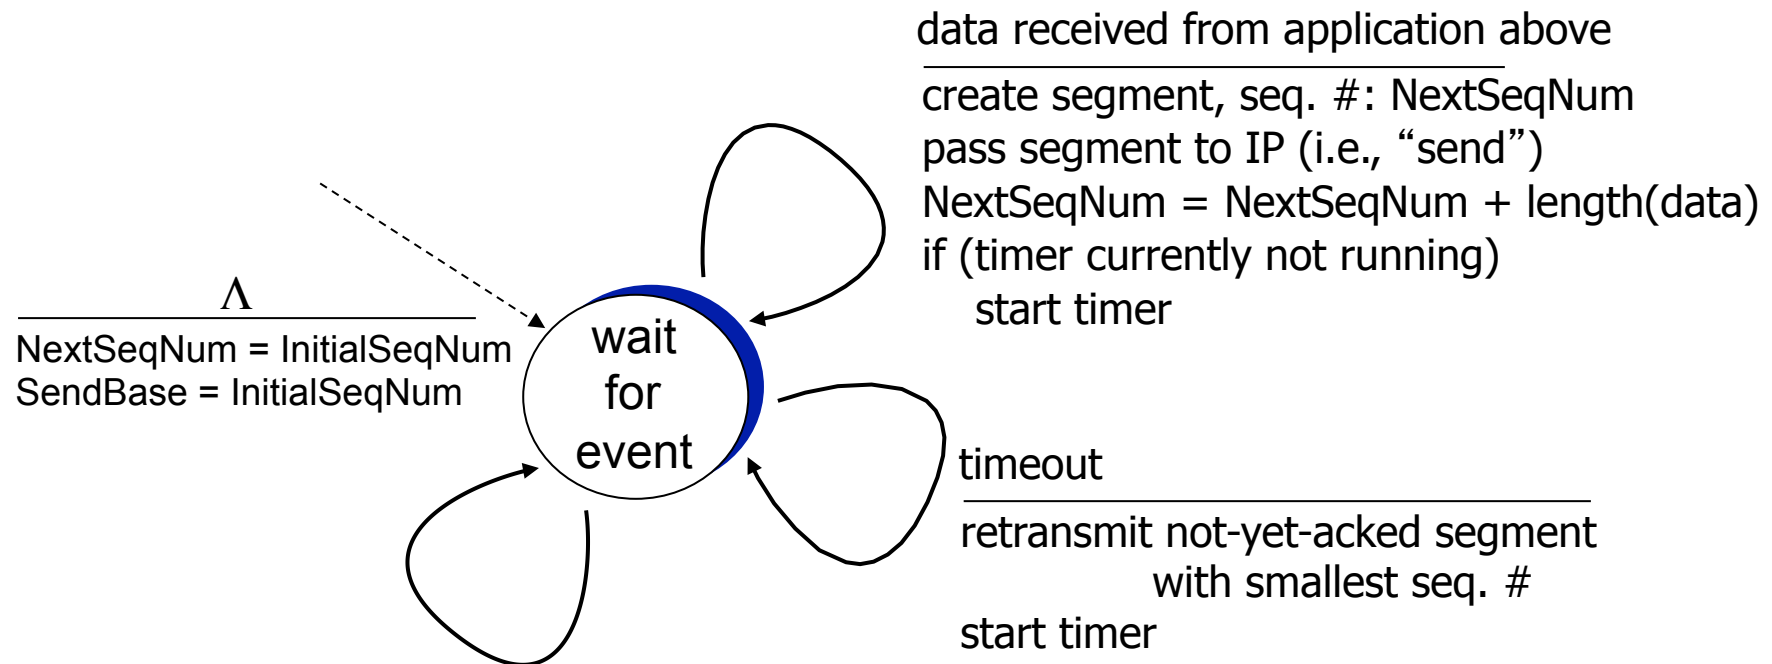 data received from application above
create segment, seq. #: NextSeqNum
pass segment to IP (i.e., “send”)
NextSeqNum = NextSeqNum + length(data)
if (timer currently not running)
start timer
Λ
NextSeqNum = InitialSeqNum
SendBase = InitialSeqNum
wait
for
event
timeout
retransmit not-yet-acked segment
with smallest seq. #
start timer